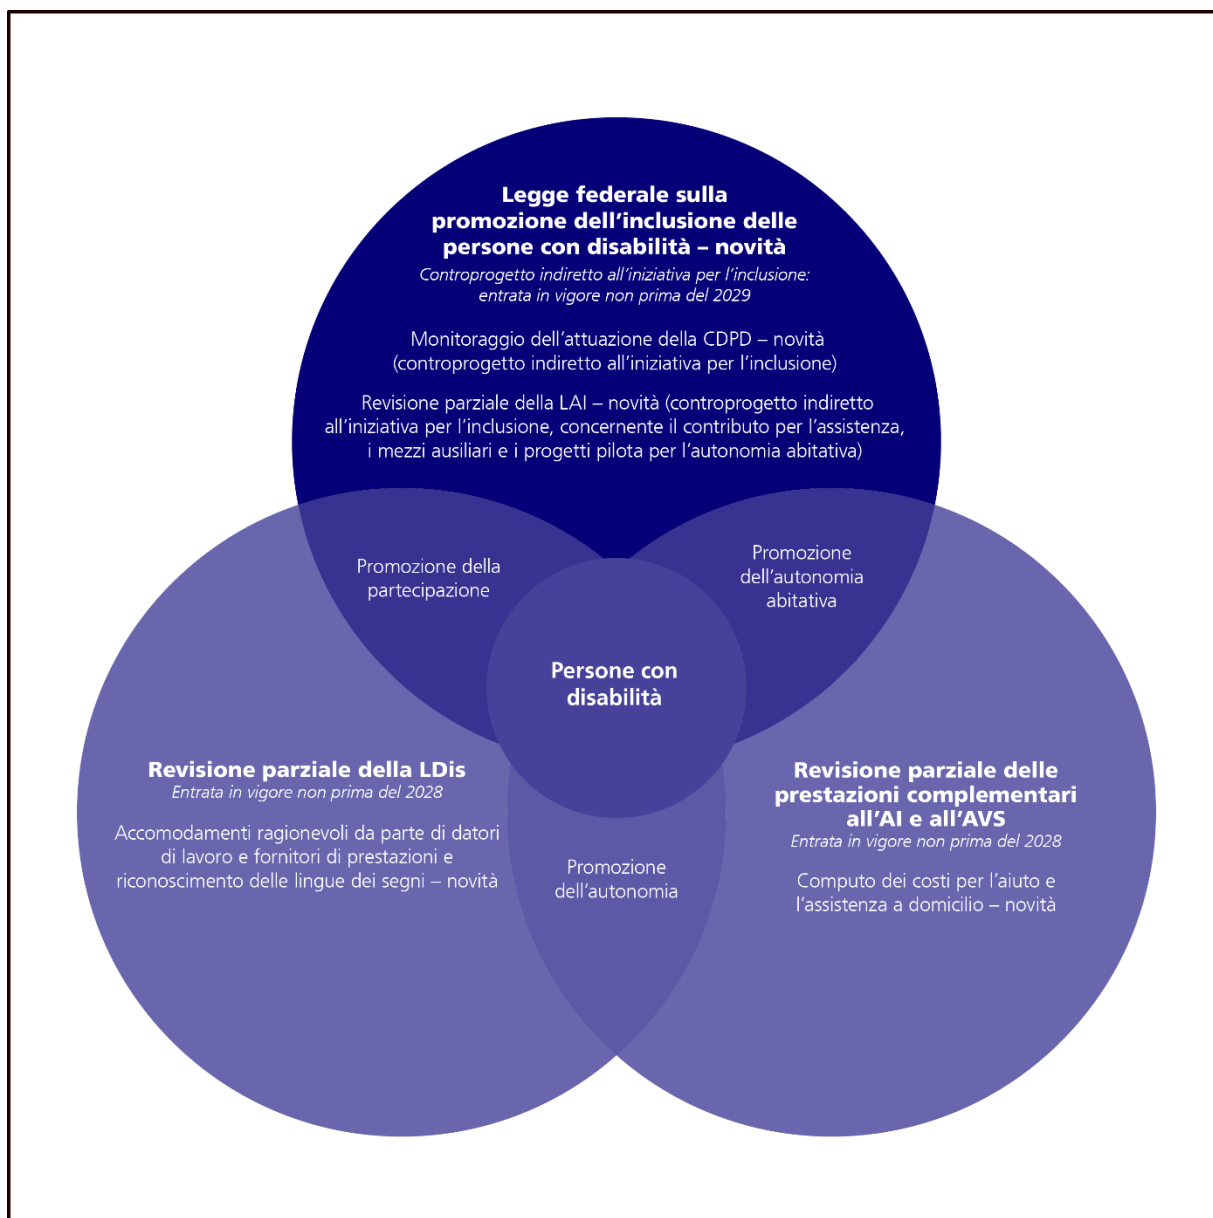 Legge federale sulla
promozione dell’inclusione delle
persone con disabilità – novità
Controprogetto indiretto all’iniziativa per l’inclusione:
entrata in vigore non prima del 2029
Monitoraggio dell’attuazione della CDPD – novità
(controprogetto indiretto all’iniziativa per l’inclusione)
Revisione parziale della LAI – novità (controprogetto indiretto
all’iniziativa per l’inclusione, concernente il contributo per l’assistenza,
i mezzi ausiliari e i progetti pilota per l’autonomia abitativa)
Promozione della
partecipazione
Promozione
dell’autonomia
abitativa
Persone con
disabilità
Revisione parziale della LDis
Entrata in vigore non prima del 2028
Accomodamenti ragionevoli da parte di datori
di lavoro e fornitori di prestazioni e
riconoscimento delle lingue dei segni – novità
Promozione
dell’autonomia
Revisione parziale delle
prestazioni complementari
all’AI e all’AVS
Entrata in vigore non prima del 2028
Computo dei costi per l’aiuto e
l’assistenza a domicilio – novità